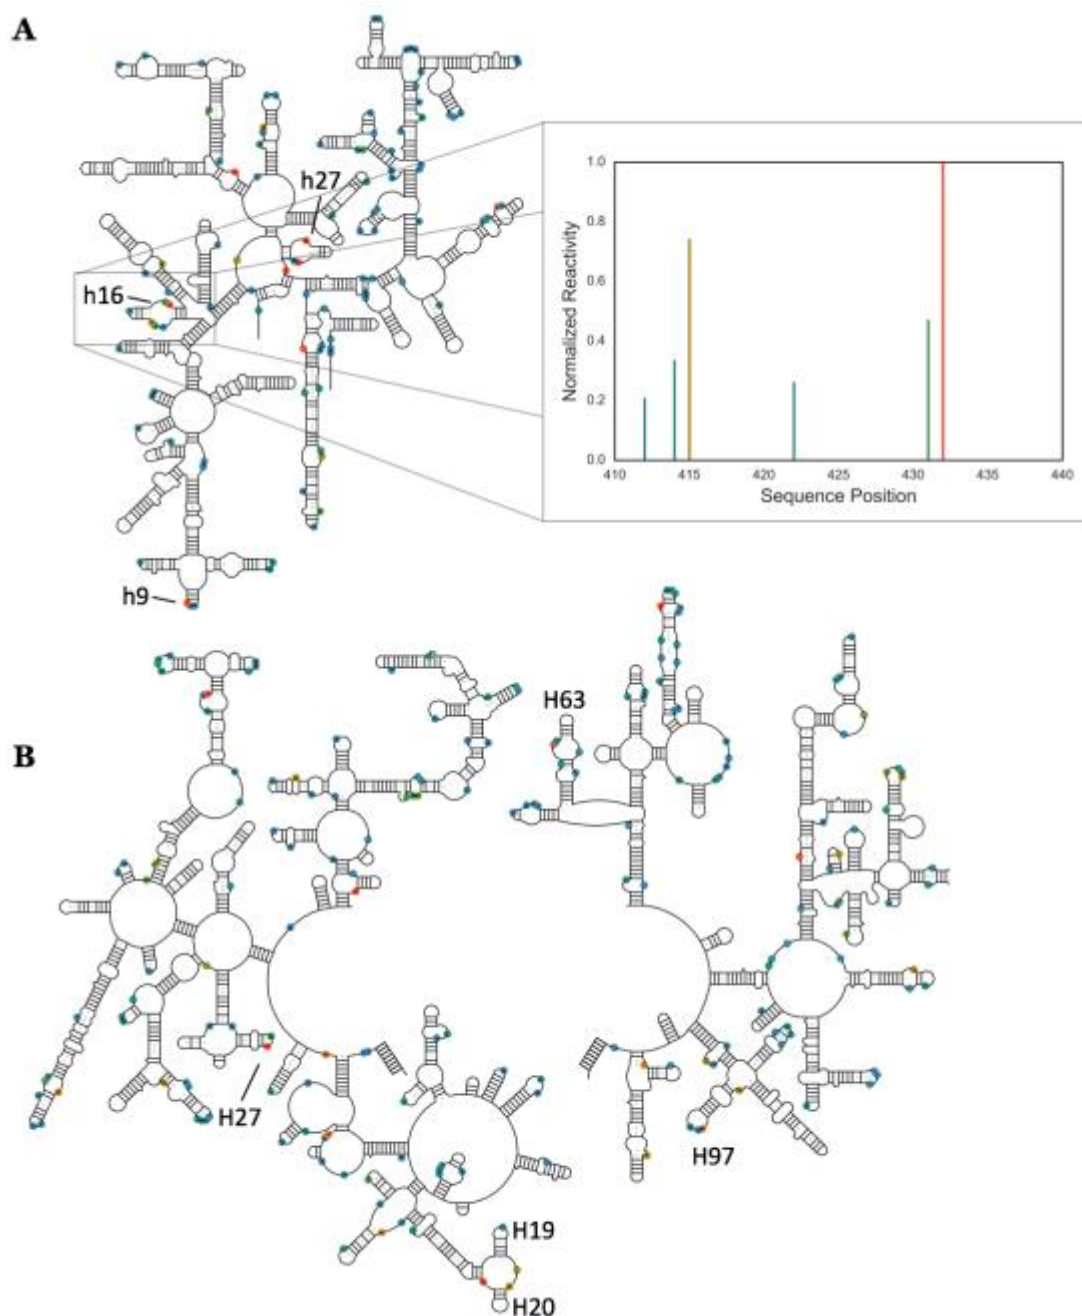 A
h27
h16
h9
1.0
0.8
0.6
0.4
0.2
0.0
Normalized Reactivity
410
415
420
425
430
435
440
Sequence Position
B
H63
H27
H97
H19
H20